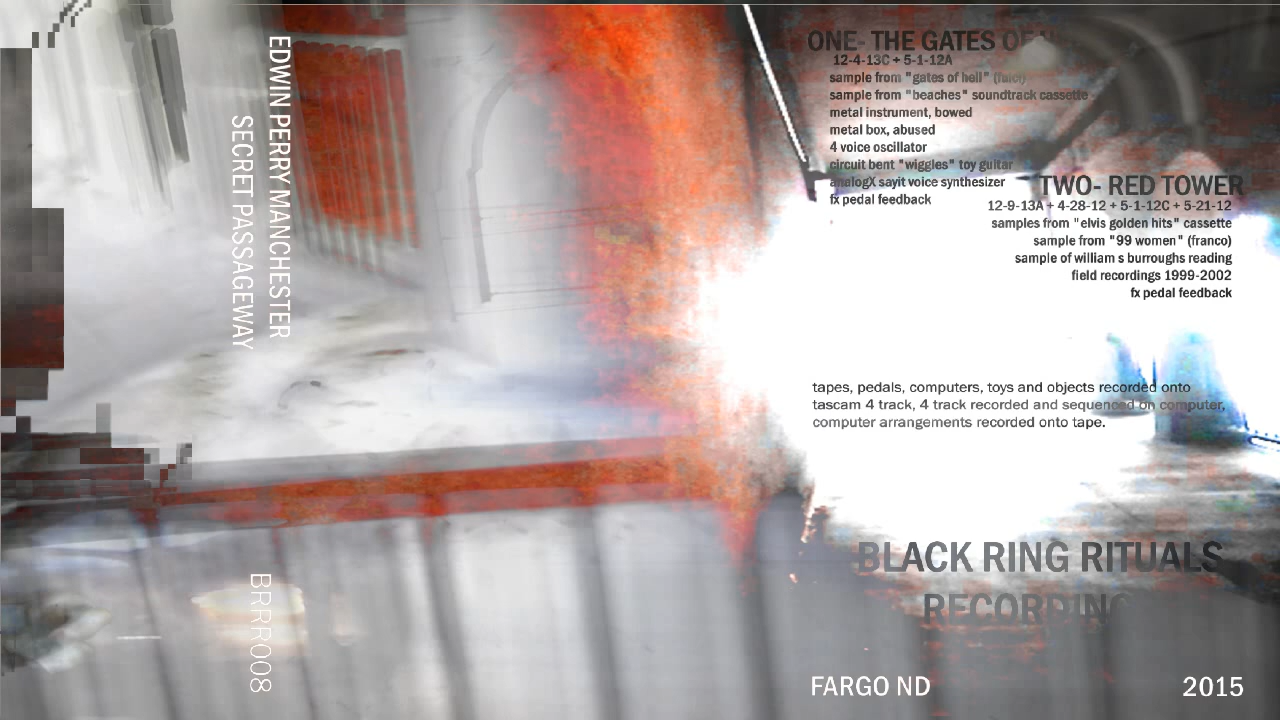 EDWIN PERRY MANCHESTER
SECRET PASSAGEWAY
BRRR008
ONE- THE GATES OF
12-4-13C + 5-1-12A
sample from "gates of hell" (fulci)
sample from "beaches" soundtrack cassette
metal instrument, bowed
metal box, abused
4 voice oscillator
circuit bent "wiggles" toy guitar
analogX sayit voice synthesizer
fx pedal feedback
TWO- RED TOWER
12-9-13A + 4-28-12 + 5-1-12C + 5-21-12
samples from "elvis golden hits" cassette
sample from "99 women" (franco)
sample of william s burroughs reading
field recordings 1999-2002
fx pedal feedback
tapes, pedals, computers, toys and objects recorded onto
tascam 4 track, 4 track recorded and sequenced on computer,
computer arrangements recorded onto tape.
BLACK RING RITUALS
RECORDING
FARGO ND
2015